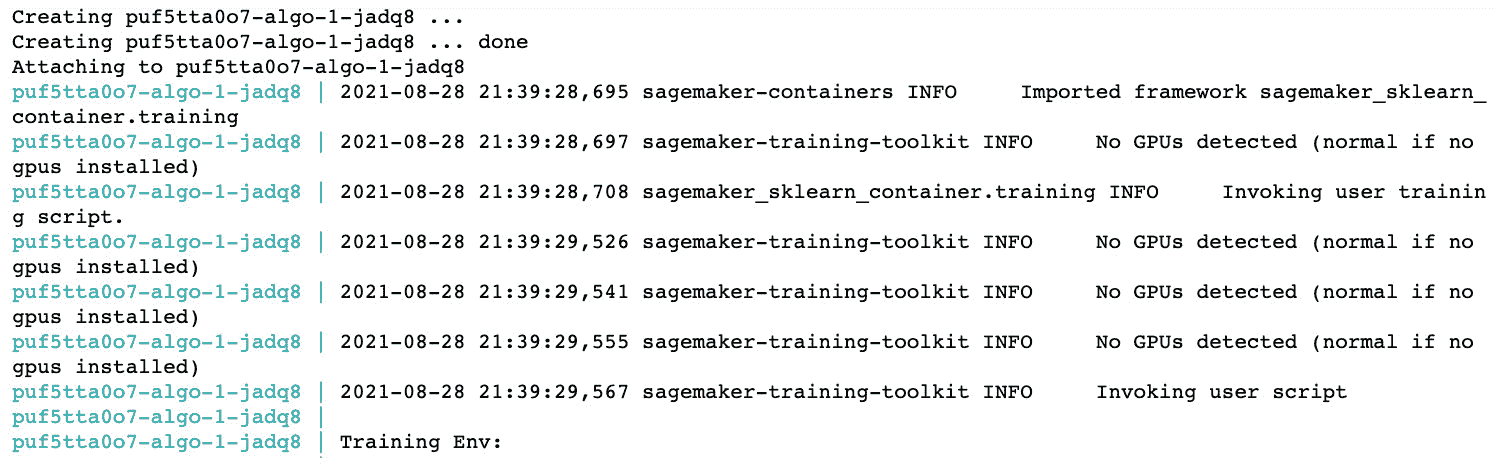 Creating puf5tta0o7-algo-1-jadq8 ...
Creating puf5tta0o7-algo-1-jadq8 ... done
Attaching to puf5tta0o7-algo-1-jadq8
puf5tta0o7-algo-1-jadq8 | 2021-08-28 21:39:28,695 sagemaker-containers INFO     Imported framework sagemaker_sklearn_
container.training
puf5tta0o7-algo-1-jadq8 | 2021-08-28 21:39:28,697 sagemaker-training-toolkit INFO     No GPUs detected (normal if no
gpus installed)
puf5tta0o7-algo-1-jadq8 | 2021-08-28 21:39:28,708 sagemaker_sklearn_container.training INFO     Invoking user trainin
g script.
puf5tta0o7-algo-1-jadq8 | 2021-08-28 21:39:29,526 sagemaker-training-toolkit INFO     No GPUs detected (normal if no
gpus installed)
puf5tta0o7-algo-1-jadq8 | 2021-08-28 21:39:29,541 sagemaker-training-toolkit INFO     No GPUs detected (normal if no
gpus installed)
puf5tta0o7-algo-1-jadq8 | 2021-08-28 21:39:29,555 sagemaker-training-toolkit INFO     No GPUs detected (normal if no
gpus installed)
puf5tta0o7-algo-1-jadq8 | 2021-08-28 21:39:29,567 sagemaker-training-toolkit INFO     Invoking user script
puf5tta0o7-algo-1-jadq8 |
puf5tta0o7-algo-1-jadq8 | Training Env: